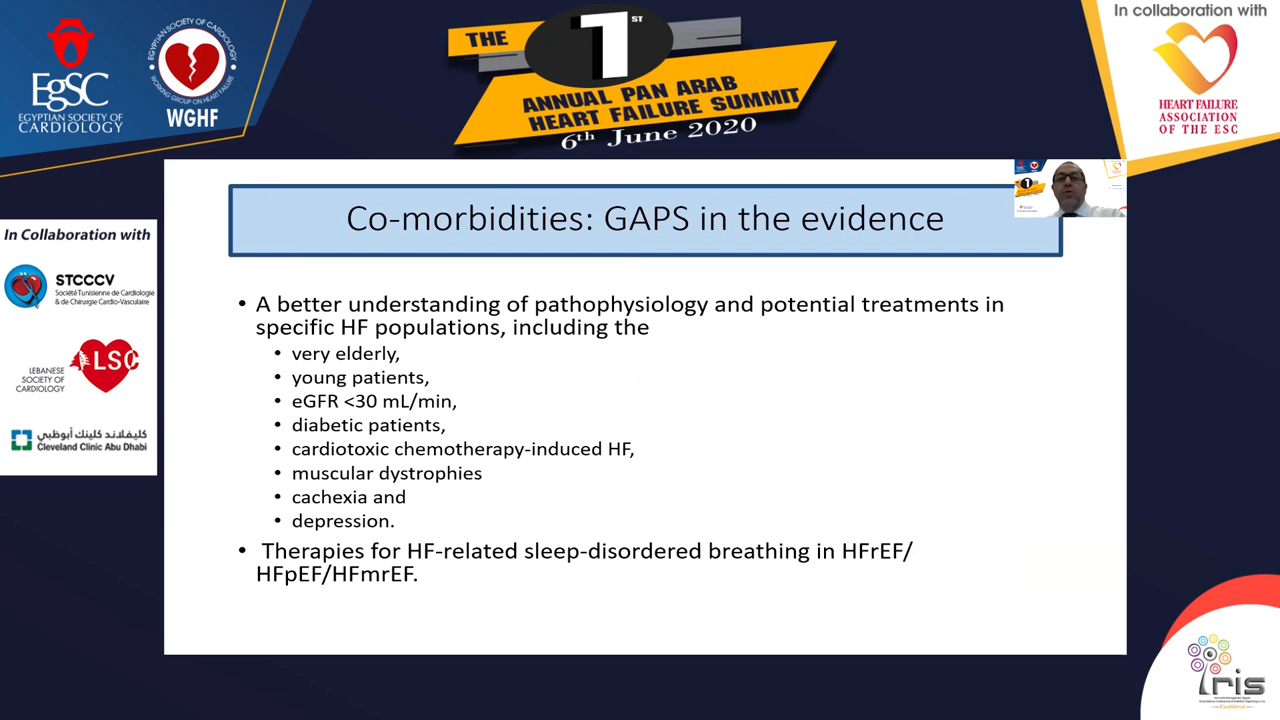 EgSC
EGYPTIAN SOCIETY OF
CARDIOLOGY
EGYPTIAN SOCIETY OF CARDIOLOGY
WORKING GROUP ON HEART FAILURE
WGHF
THE 1ST
ANNUAL PAN ARAB
HEART FAILURE SUMMIT
6th June 2020
In collaboration with
HEART FAILURE
ASSOCIATION
OF THE ESC
In Collaboration with
STCCCV
Société Tunisienne de Cardiologie
& de Chirurgie Cardio-Vasculaire
LSC
LEBANESE
SOCIETY OF
CARDIOLOGY
كليفلاند كلينك أبوظبي
Cleveland Clinic Abu Dhabi
Co-morbidities: GAPS in the evidence
• A better understanding of pathophysiology and potential treatments in
specific HF populations, including the
• very elderly,
• young patients,
• eGFR <30 mL/min,
• diabetic patients,
• cardiotoxic chemotherapy-induced HF,
• muscular dystrophies
• cachexia and
• depression.
• Therapies for HF-related sleep-disordered breathing in HFrEF/
HFpEF/HFmrEF.
Iris